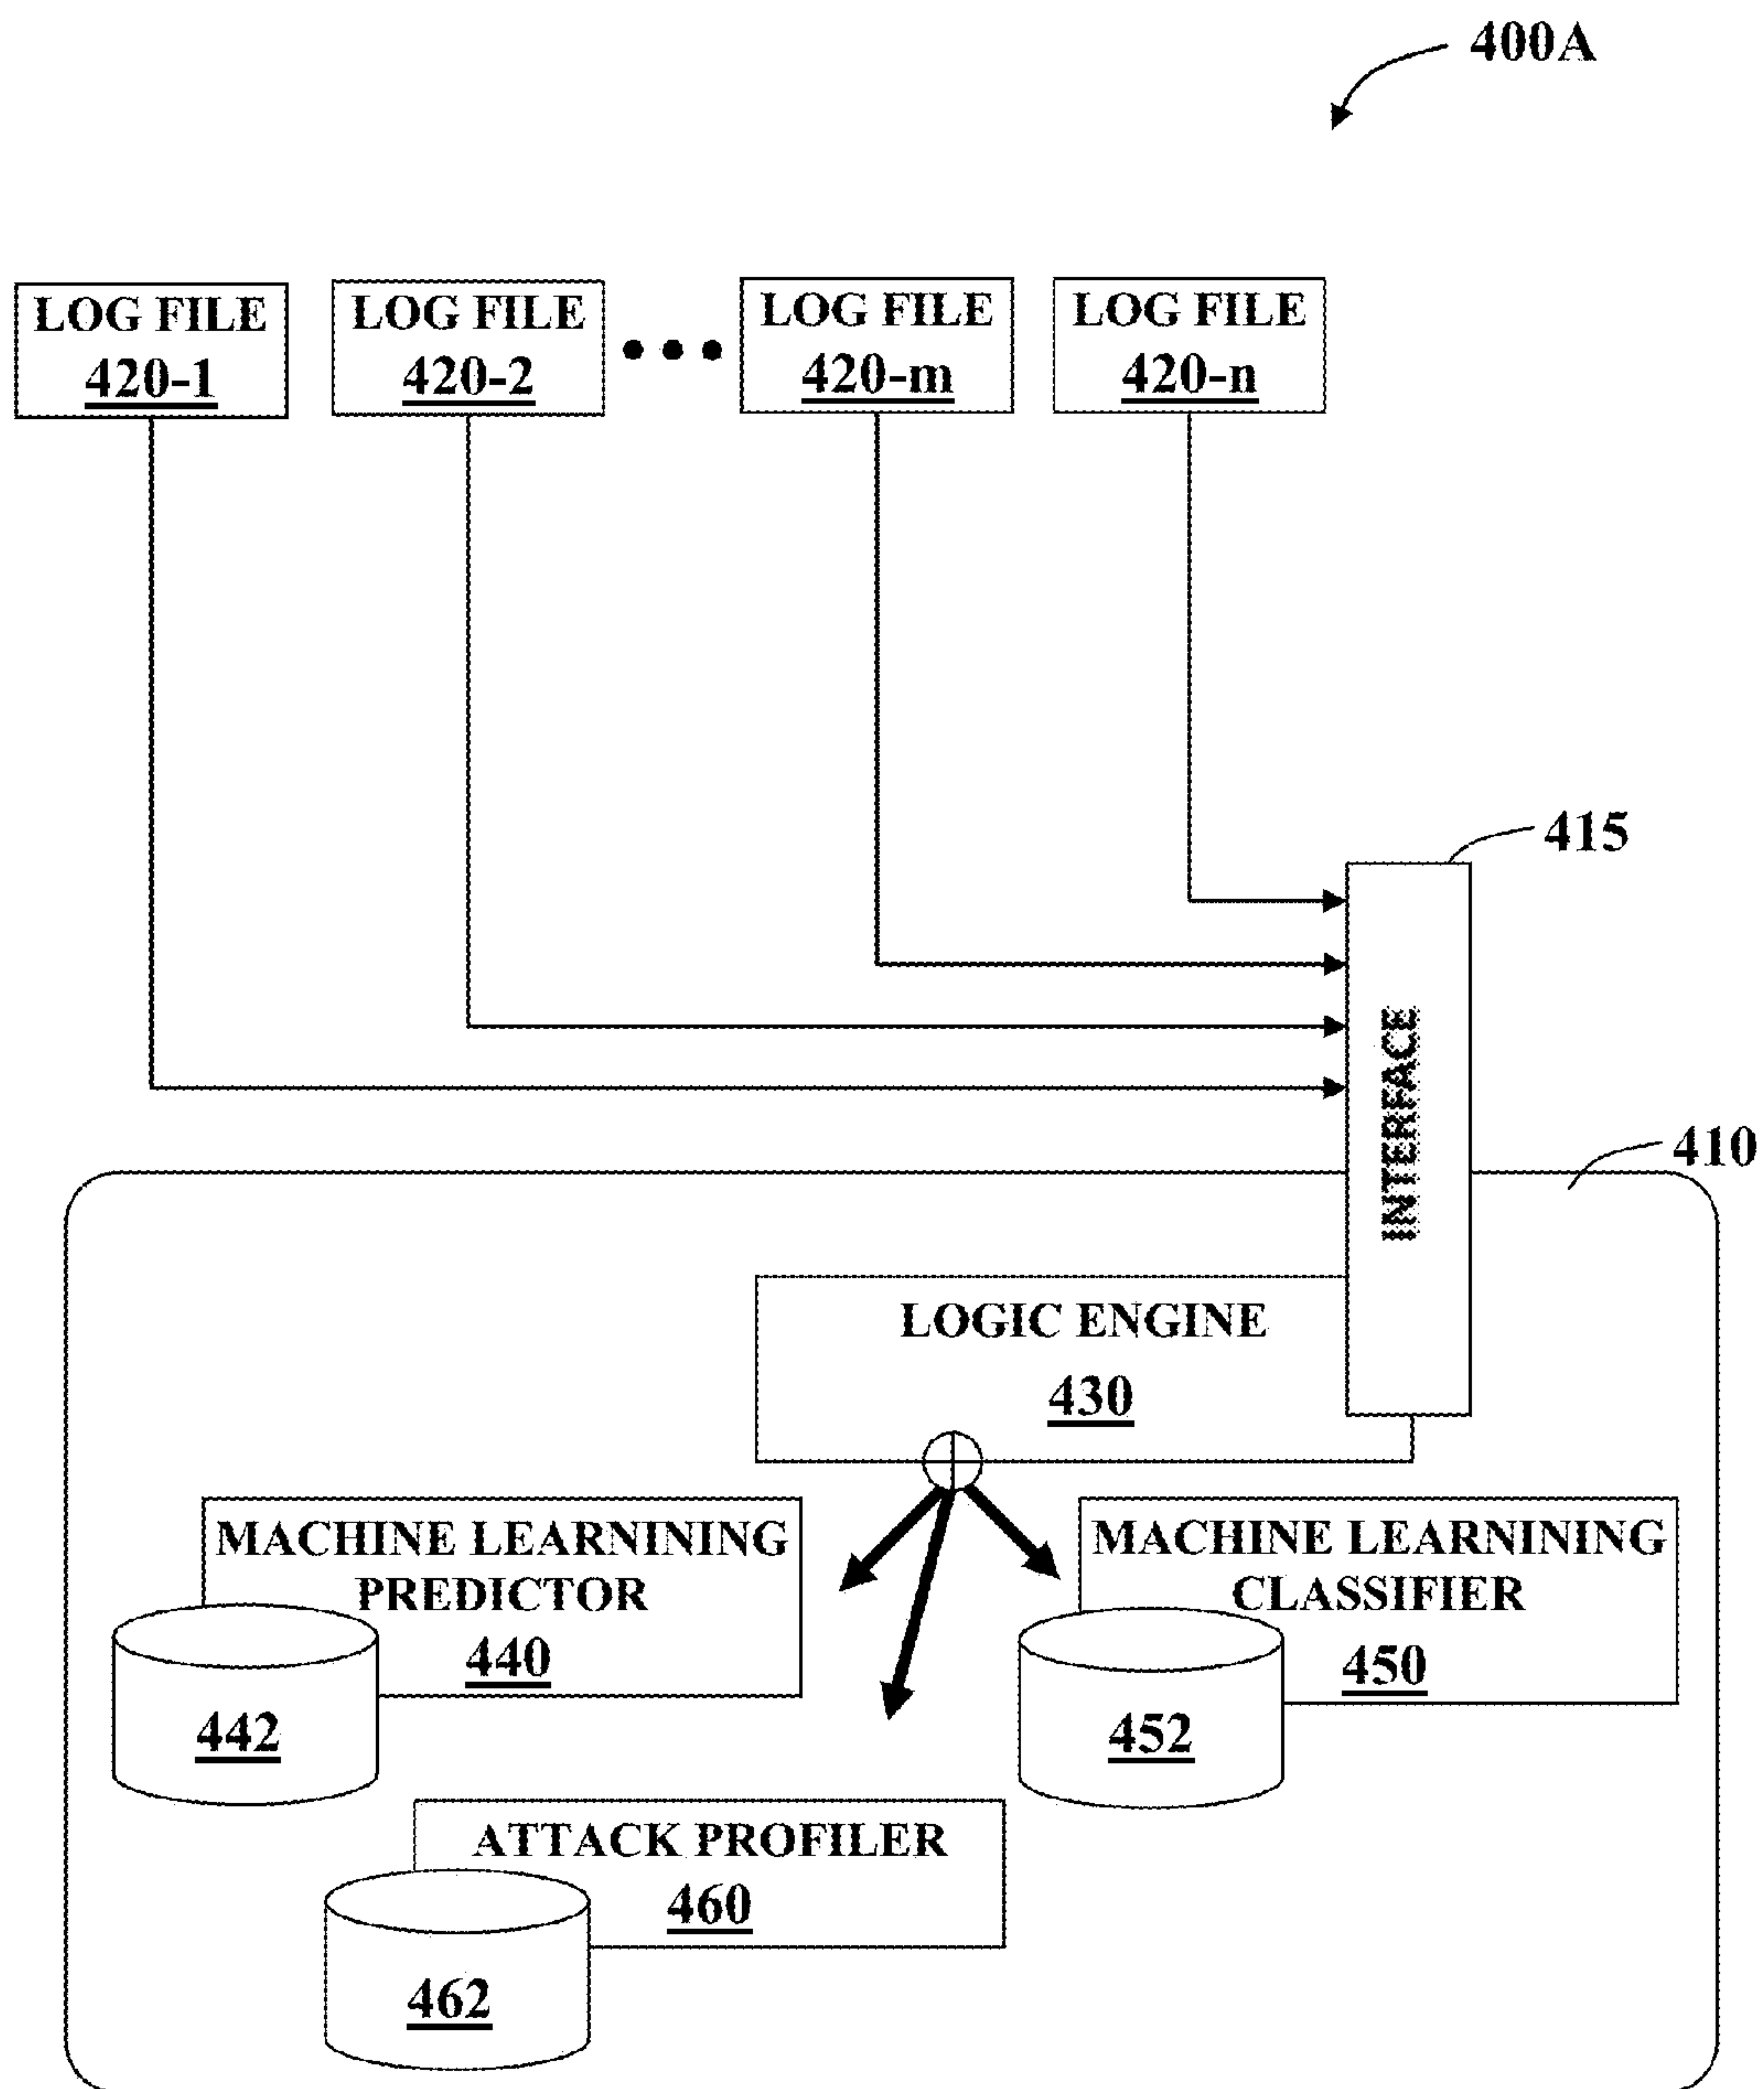 400A
LOG FILE
420-1
LOG FILE
420-2
LOG FILE
420-m
LOG FILE
420-n
415
INTERFACE
410
LOGIC ENGINE
430
MACHINE LEARNINING
PREDICTOR
440
442
MACHINE LEARNINING
CLASSIFIER
450
452
ATTACK PROFILER
460
462